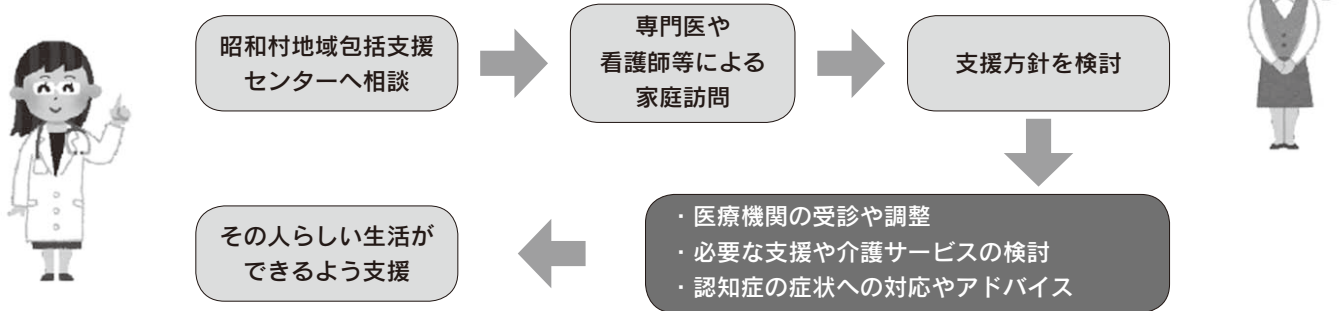 昭和村地域包括支援
センターへ相談
専門医や
看護師等による
家庭訪問
支援方針を検討
・医療機関の受診や調整
・必要な支援や介護サービスの検討
・認知症の症状への対応やアドバイス
その人らしい生活が
できるよう支援